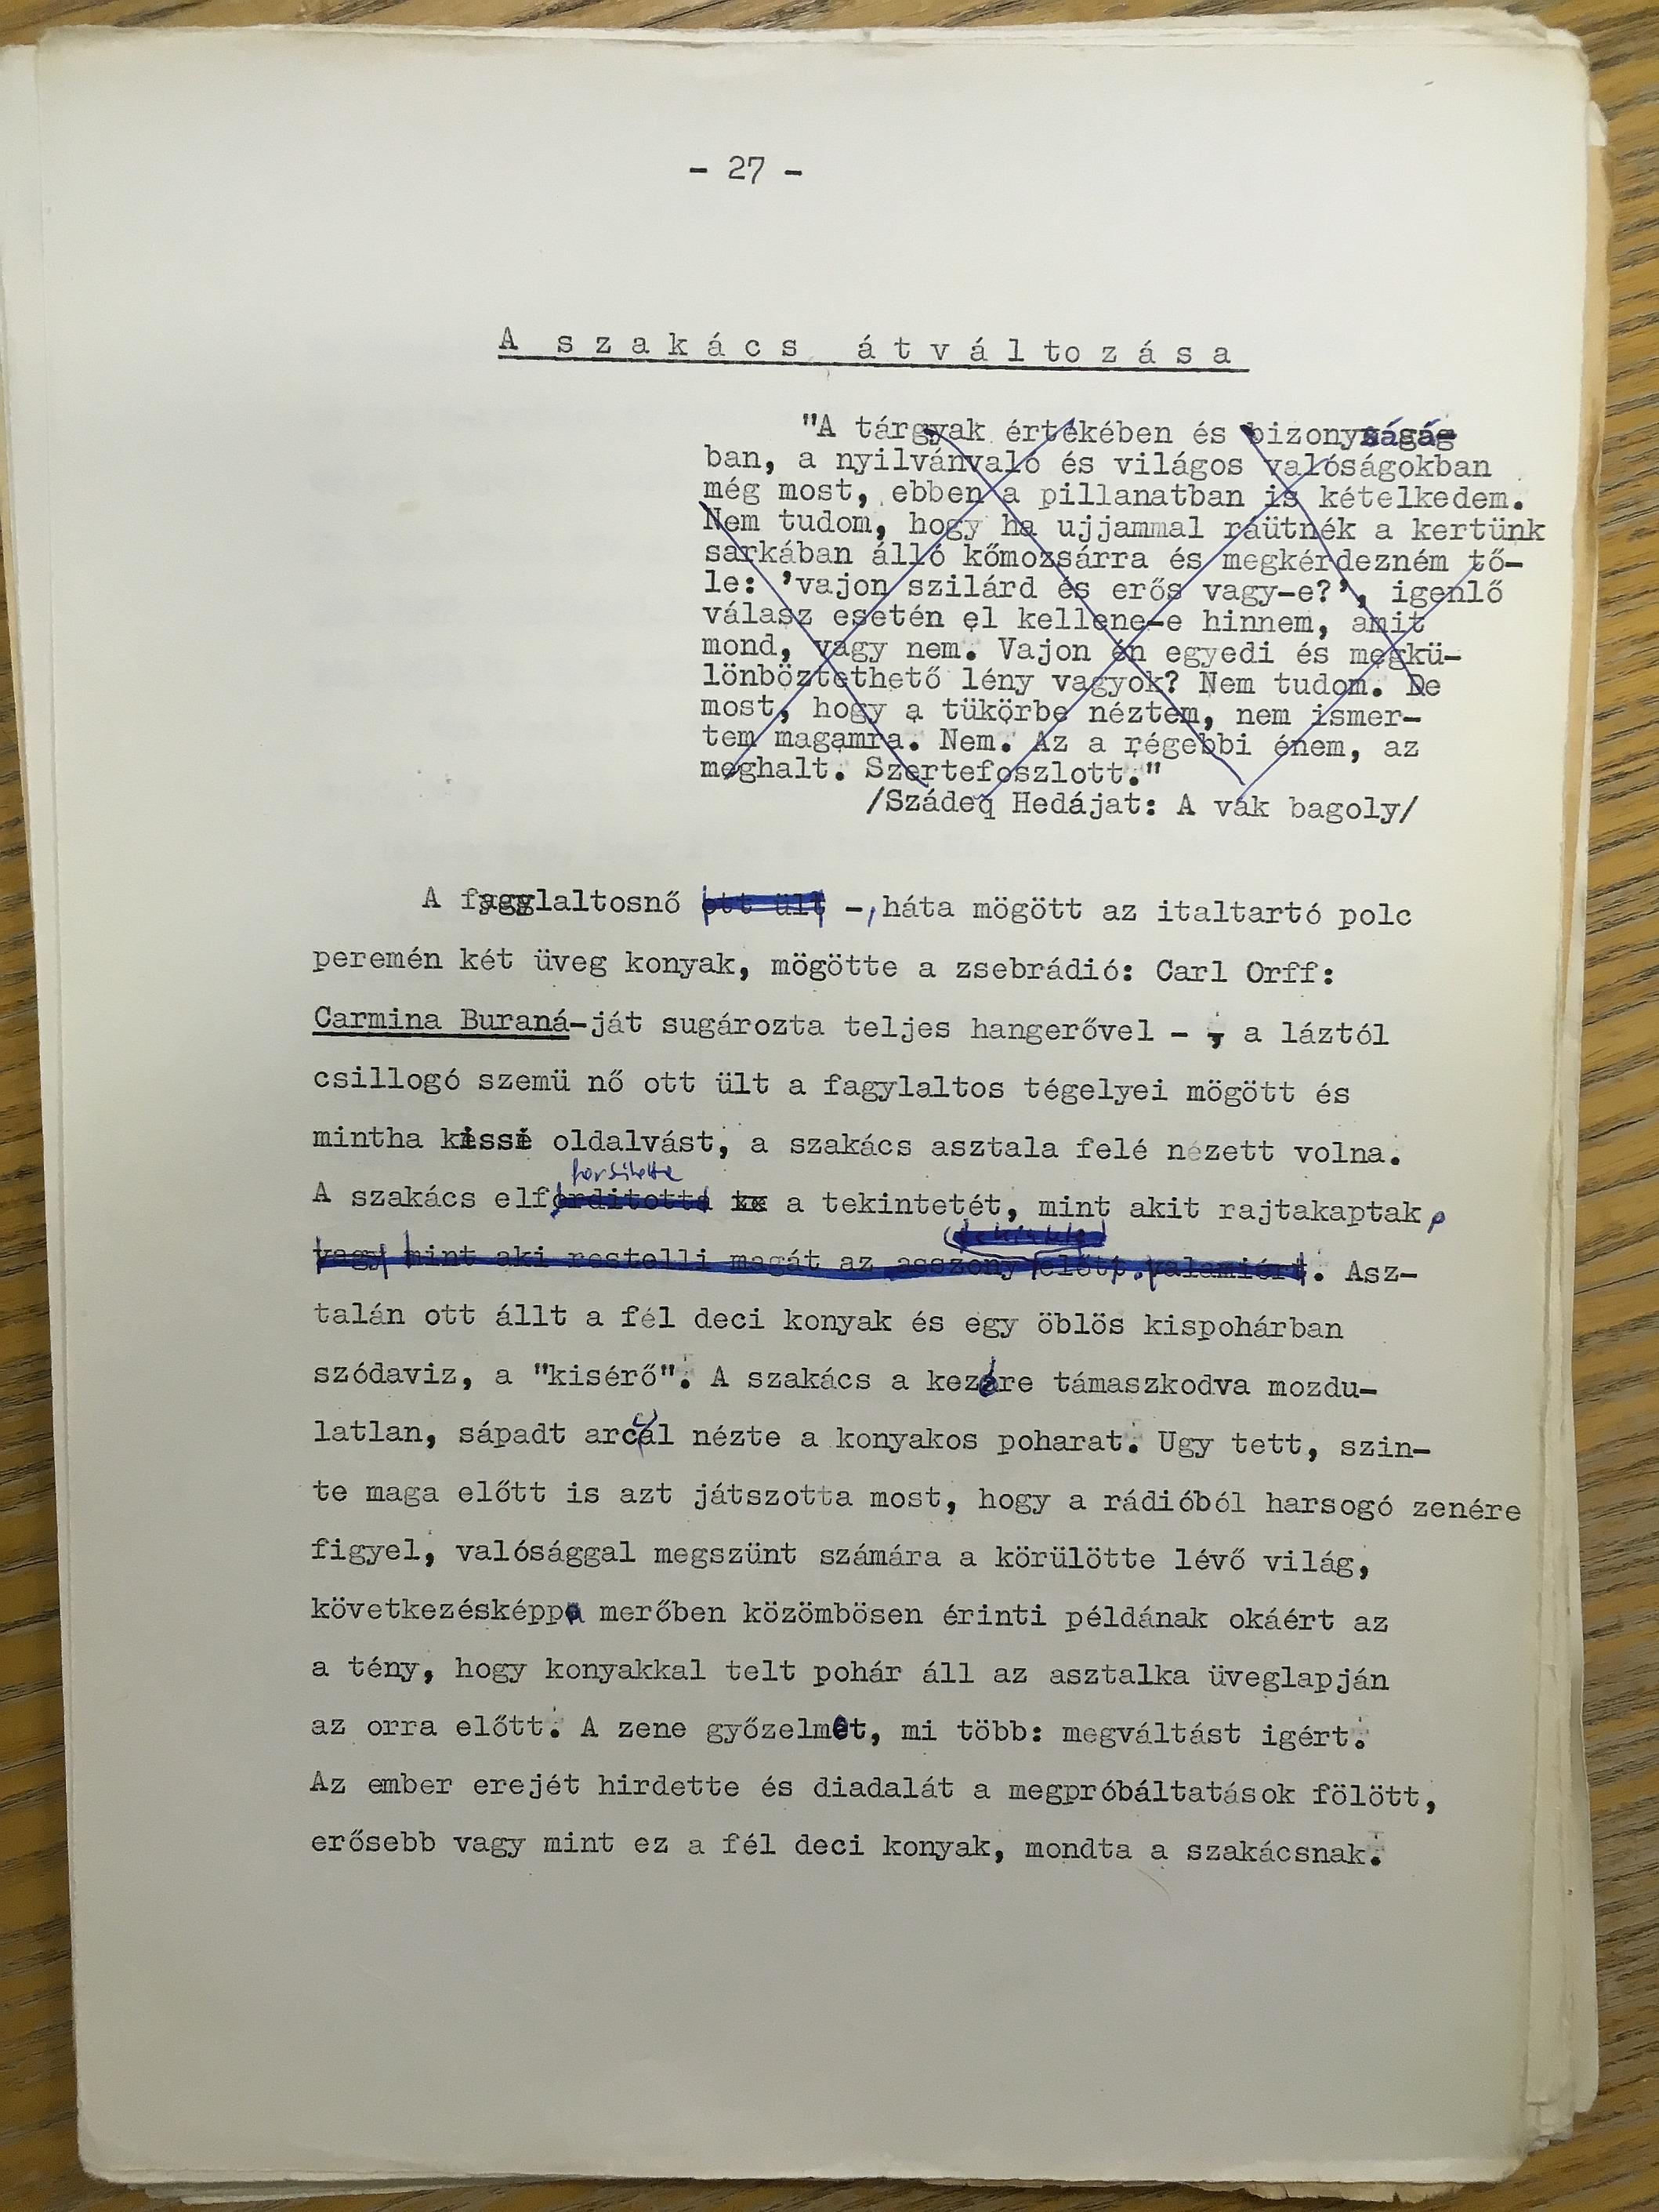 - 27 -
A szakács átváltozása
"A tárgyak értékében és bizonyságág-
ban, a nyilvánvaló és világos valóságokban
még most, ebben a pillanatban is kételkedem.
Nem tudom, hogy ha ujjammal ráütnék a kertünk
sarkában álló kőmozsárra és megkérdezném tő-
le: 'vajon szilárd és erős vagy-e?', igenlő
válasz esetén el kellene-e hinnem, amit
mond, vagy nem. Vajon én egyedi és megkü-
lönböztethető lény vagyok? Nem tudom. De
most, hogy a tükörbe néztem, nem ismer-
tem magamra. Nem. Az a régebbi énem, az
meghalt. Szertefoszlott."
/Szádeq Hedájat: A vák bagoly/
A fagylaltosnő ott ült -, háta mögött az italtartó polc
peremén két üveg konyak, mögötte a zsebrádió: Carl Orff:
Carmina Buraná-ját sugározta teljes hangerővel - , a láztól
csillogó szemü nő ott ült a fagylaltos tégelyei mögött és
mintha kissé oldalvást, a szakács asztala felé nézett volna.
fordította
A szakács elfordította a tekintetét, mint akit rajtakaptak,
vagy mint aki restelli magát az asszony előtt valamiért. Asz-
talán ott állt a fél deci konyak és egy öblös kispohárban
szódaviz, a "kisérő". A szakács a kezére támaszkodva mozdu-
latlan, sápadt arcál nézte a konyakos poharat. Ugy tett, szin-
te maga előtt is azt játszotta most, hogy a rádióból harsogó zenére
figyel, valósággal megszünt számára a körülötte lévő világ,
következésképp merőben közömbösen érinti példának okáért az
a tény, hogy konyakkal telt pohár áll az asztalka üveglapján
az orra előtt. A zene győzelmet, mi több: megváltást igért.
Az ember erejét hirdette és diadalát a megpróbáltatások fölött,
erősebb vagy mint ez a fél deci konyak, mondta a szakácsnak.